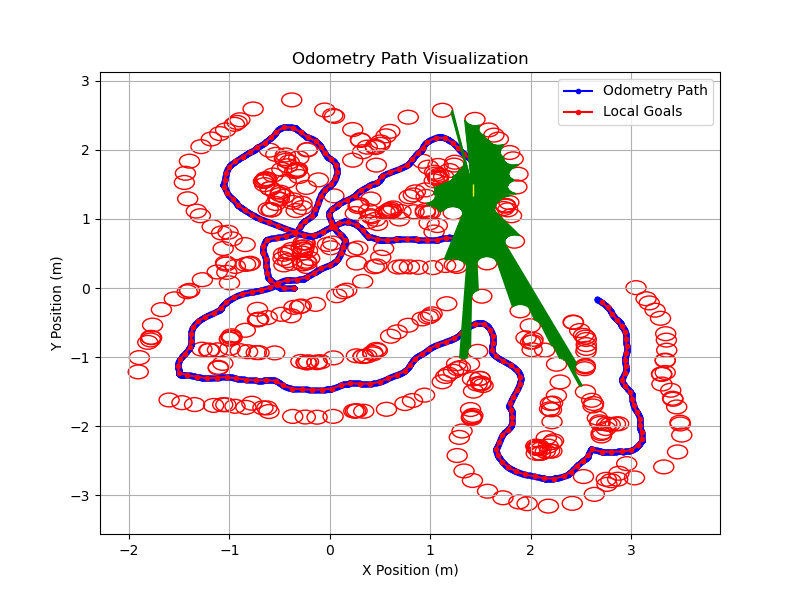 Odometry Path Visualization
Odometry Path
Local Goals
Y Position (m)
3
2
1
0
−1
−2
−3
−2
−1
0
1
2
3
X Position (m)